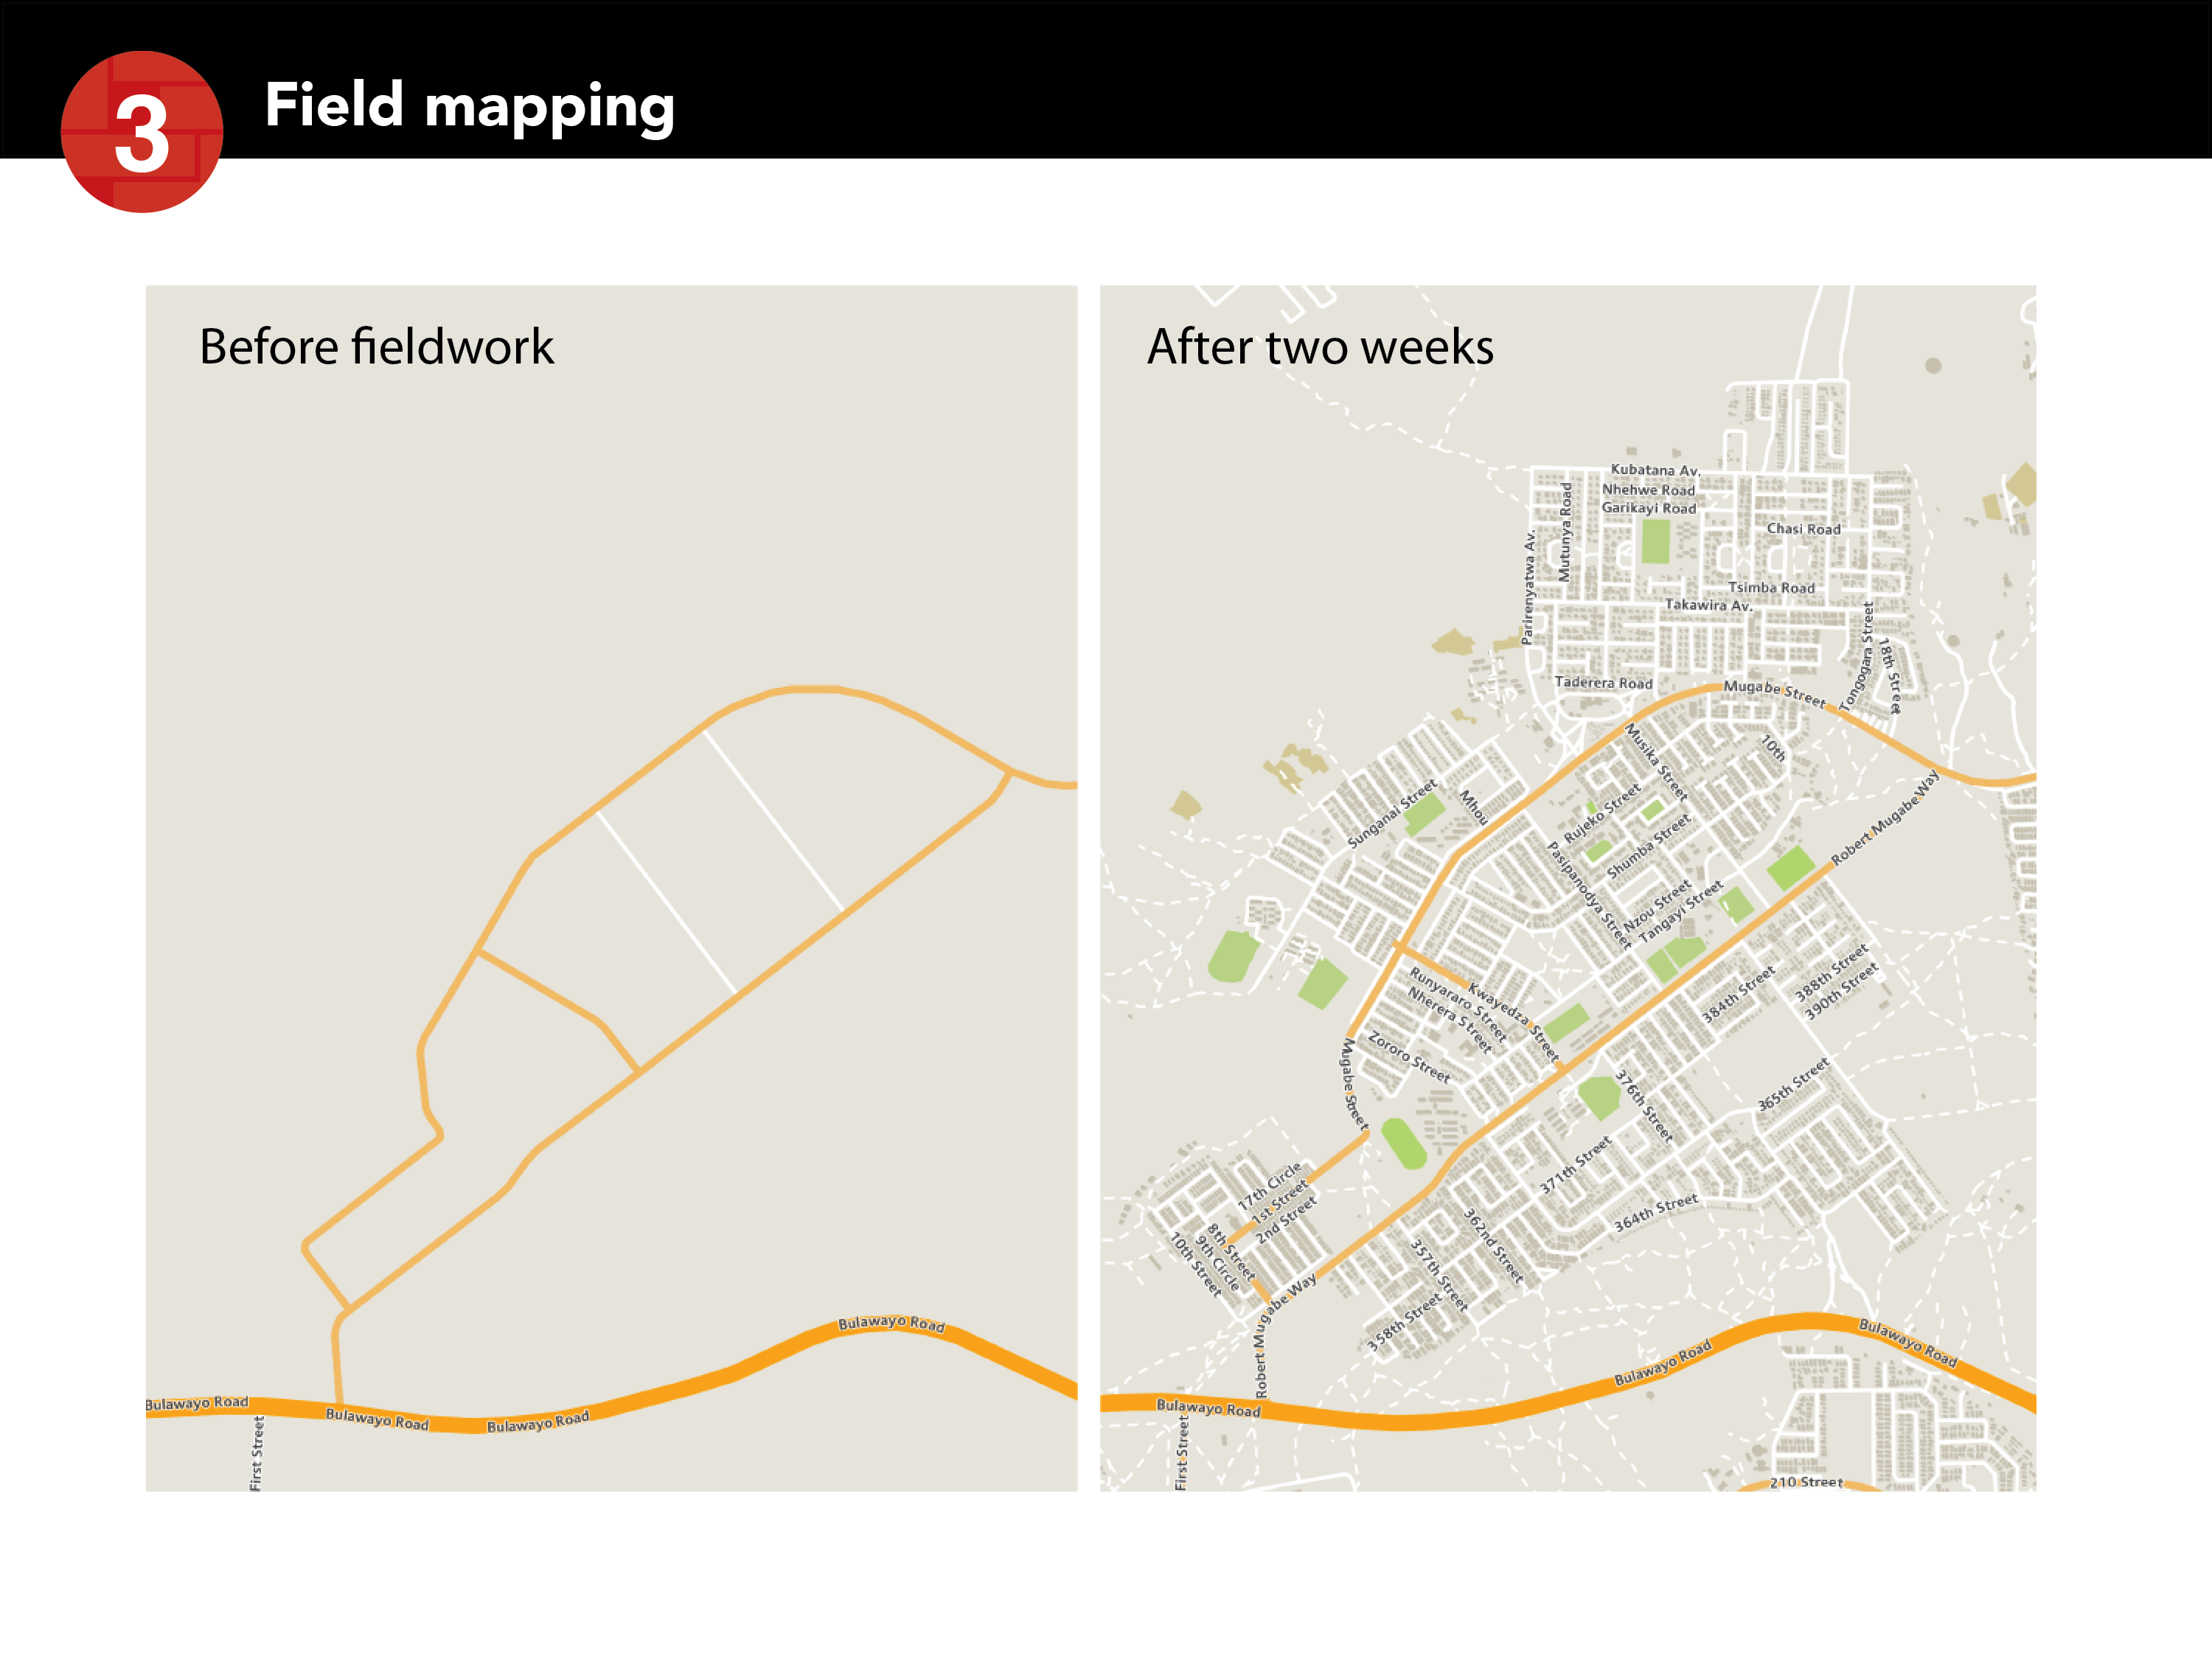 3
Field mapping
Before fieldwork
Bulawayo Road
Bulawayo Road
Bulawayo Road
Bulawayo Road
First Street
After two weeks
Kubatana Av.
Nhehwe Road
Garikayi Road
Mutunya Road
Chasi Road
Parirenyatwa Av.
Tsimba Road
Takawira Av.
Tongogara Street
18th Street
Taderera Road
Mugabe Street
Musika Street
10th
Sunganai Street
Mhou
Rujeko Street
Shumba Street
Robert Mugabe Way
Pasipanodya Street
Nzou Street
Tangayi Street
Runyararo Street
Kwayedza Street
Nherera Street
Zororo Street
384th Street
388th Street
390th Street
Mugabe Street
376th Street
365th Street
371th Street
364th Street
17th Circle
1st Street
2nd Street
8th Street
9th Circle
10th Street
362nd Street
357th Street
358th Street
Robert Mugabe Way
Bulawayo Road
Bulawayo Road
Bulawayo Road
First Street
210 Street